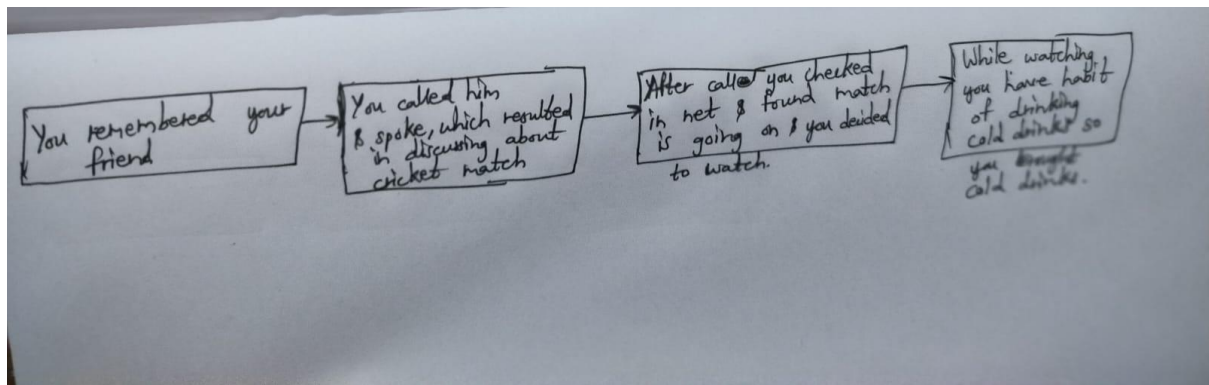 You remembered your
friend
You called him
& spoke, which resulted
in discussing about
cricket match
After call you checked
in net & found match
is going on & you decided
to watch.
While watching
you have habit
of drinking
cold drinks so
you brought
cold drinks.